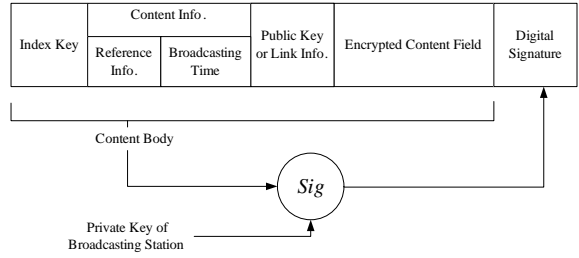 Content Info.
Index Key
Reference
Info.
Broadcasting
Time
Public Key
or Link Info.
Encrypted Content Field
Digital
Signature
Content Body
Sig
Private Key of
Broadcasting Station